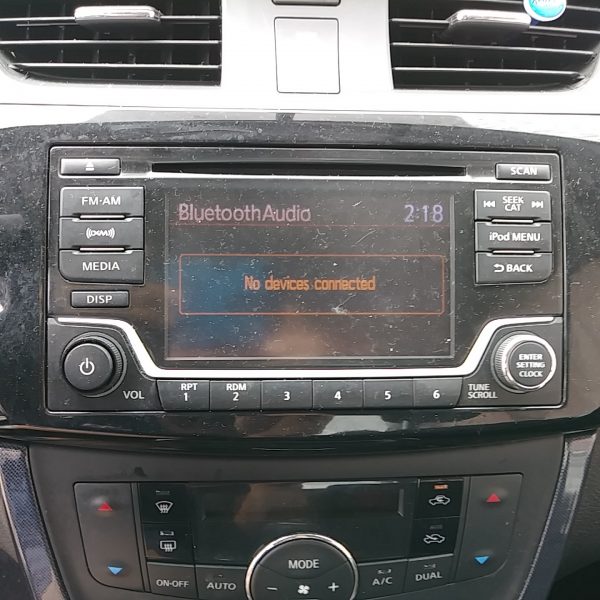 SCAN
FM·AM
SEEK
CAT
BluetoothAudio 2:18
((XM))
iPod MENU
MEDIA
BACK
No devices connected
DISP
ENTER
SETTING
CLOCK
VOL
RPT
1
RDM
2
3
4
5
6
TUNE
SCROLL
MODE
ON·OFF
AUTO
A/C
DUAL
− +